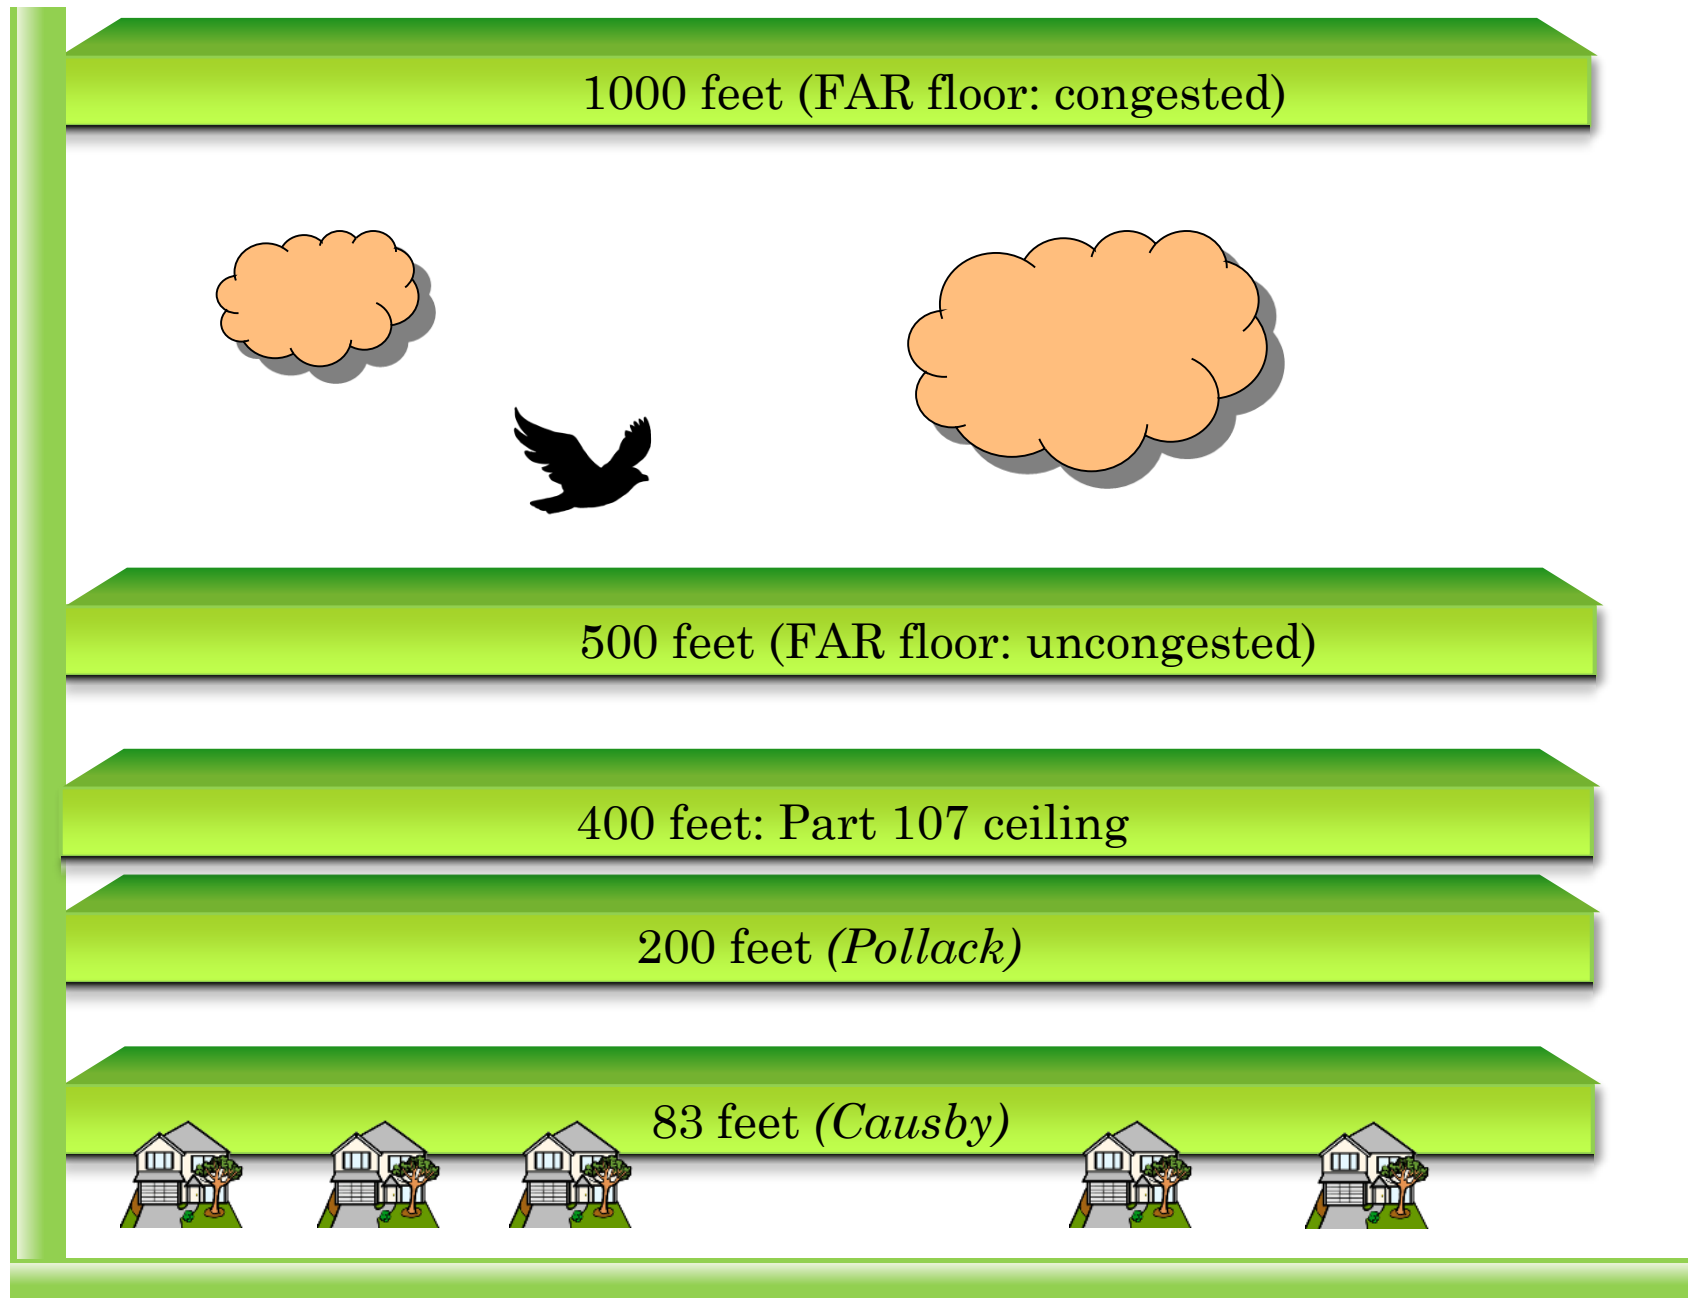 1000 feet (FAR floor: congested)
500 feet (FAR floor: uncongested)
400 feet: Part 107 ceiling
200 feet (Pollack)
83 feet (Causby)